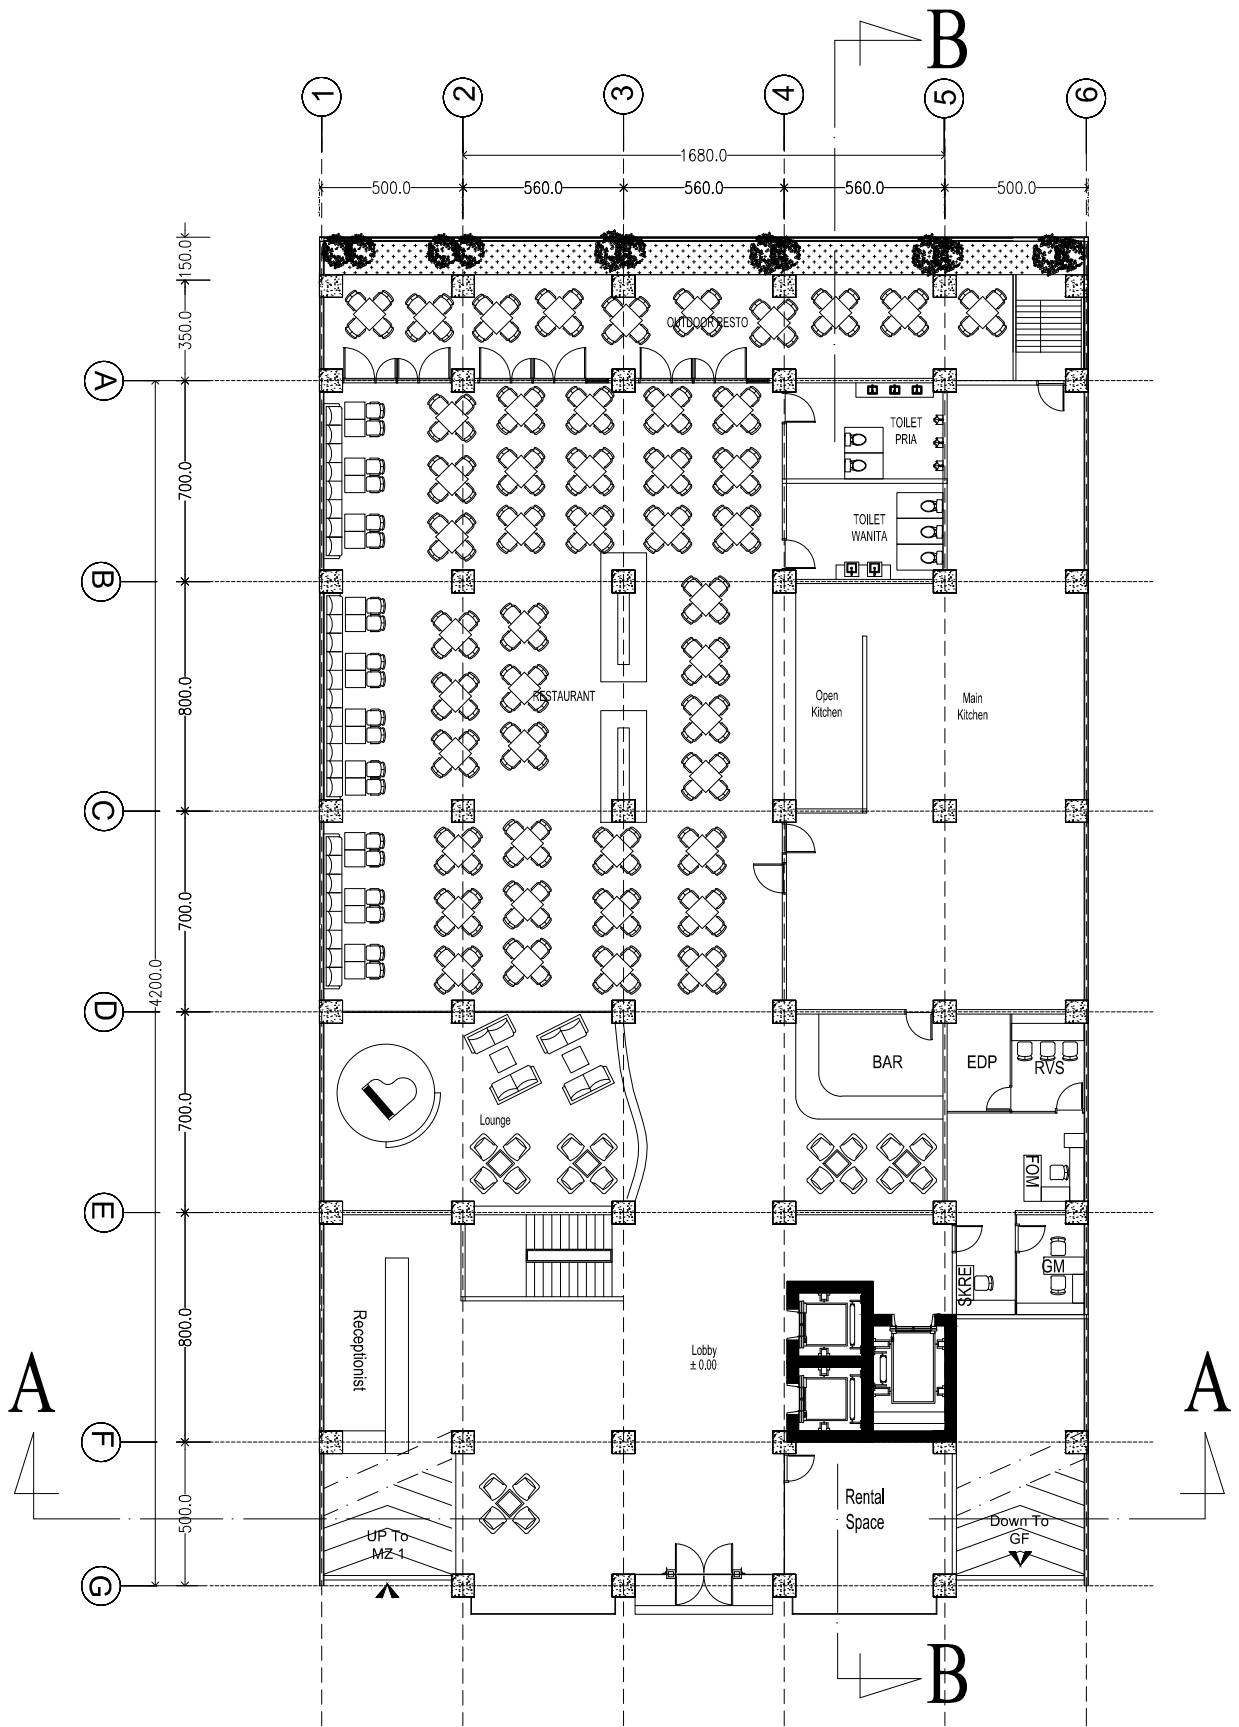 B
1
2
3
4
5
6
1680.0
500.0
560.0
560.0
560.0
500.0
150.0
350.0
OUTDOOR RESTO
A
TOILET
PRIA
700.0
TOILET
WANITA
B
800.0
RESTAURANT
Open
Kitchen
Main
Kitchen
C
700.0
4200.0
D
BAR
EDP
RVS
700.0
Lounge
FOM
E
SKRE
GM
800.0
Receptionist
Lobby
± 0.00
A
A
F
500.0
UP To
MZ 1
Rental
Space
Down To
GF
G
B